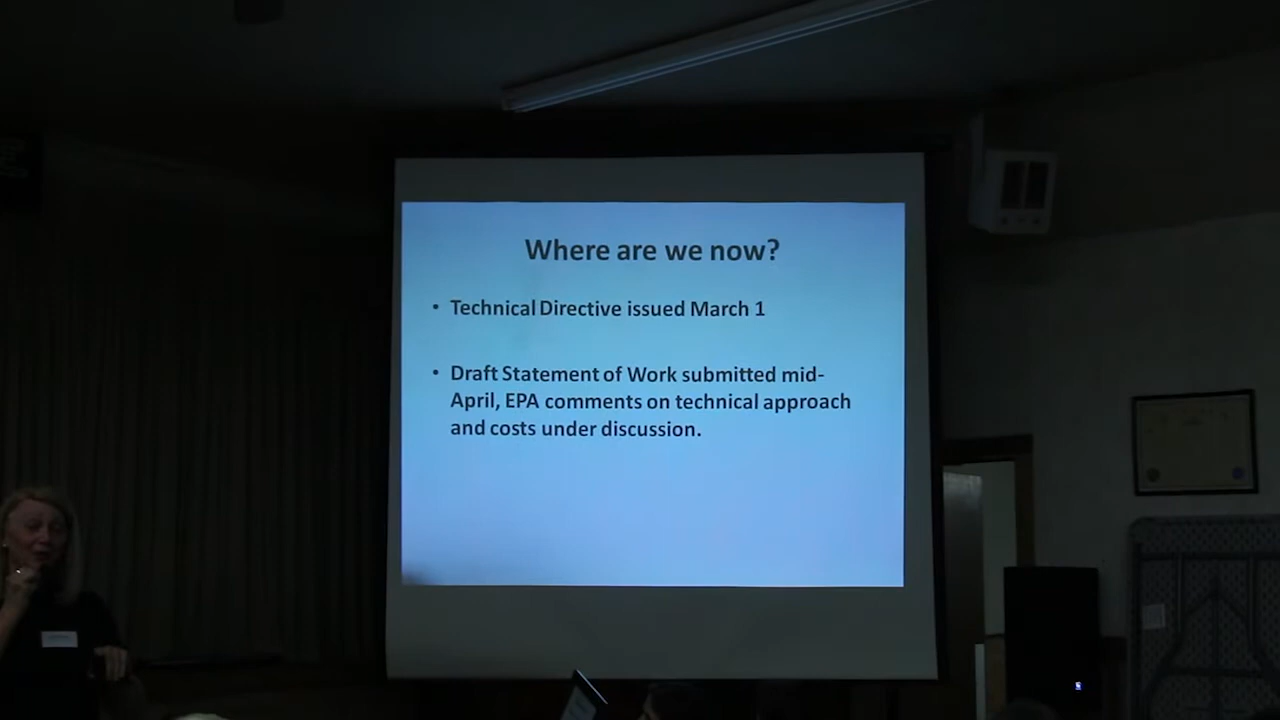 Where are we now?
• Technical Directive issued March 1
• Draft Statement of Work submitted mid-
April, EPA comments on technical approach
and costs under discussion.